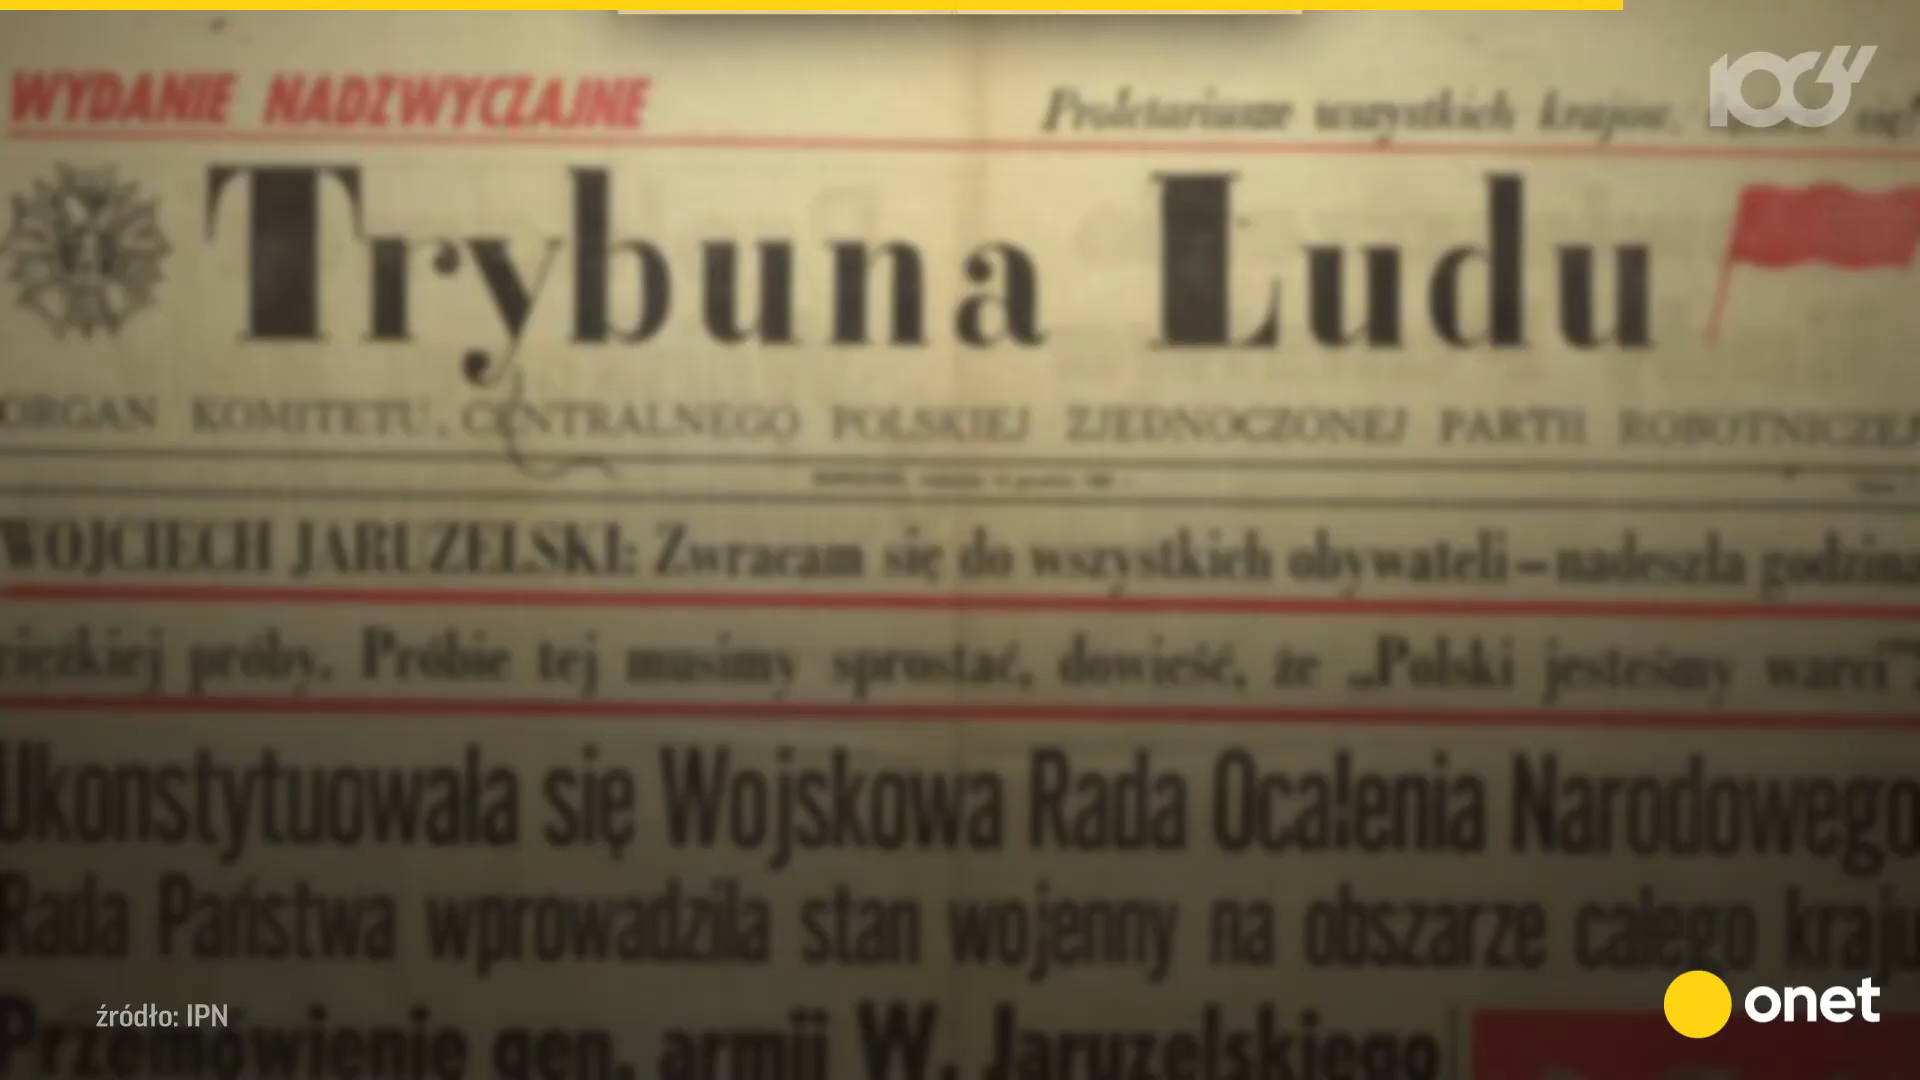 100
WYDANIE NADZWYCZAJNE
Proletariusze wszystkich krajów, się!
Trybuna Ludu
ORGAN KOMITETU CENTRALNEGO POLSKIEJ ZJEDNOCZONEJ PARTII ROBOTNICZEJ
WOJCIECH JARUZELSKI: Zwracam się do wszystkich obywateli — nadeszła godzina
ciężkiej próby. Próbie tej musimy sprostać, dowieść, że „Polski jesteśmy warci”
Ukonstytuowała się Wojskowa Rada Ocalenia Narodowego
Rada Państwa wprowadziła stan wojenny na obszarze całego kraju
Przemówienie gen. armii W. Jaruzelskiego
źródło: IPN
onet